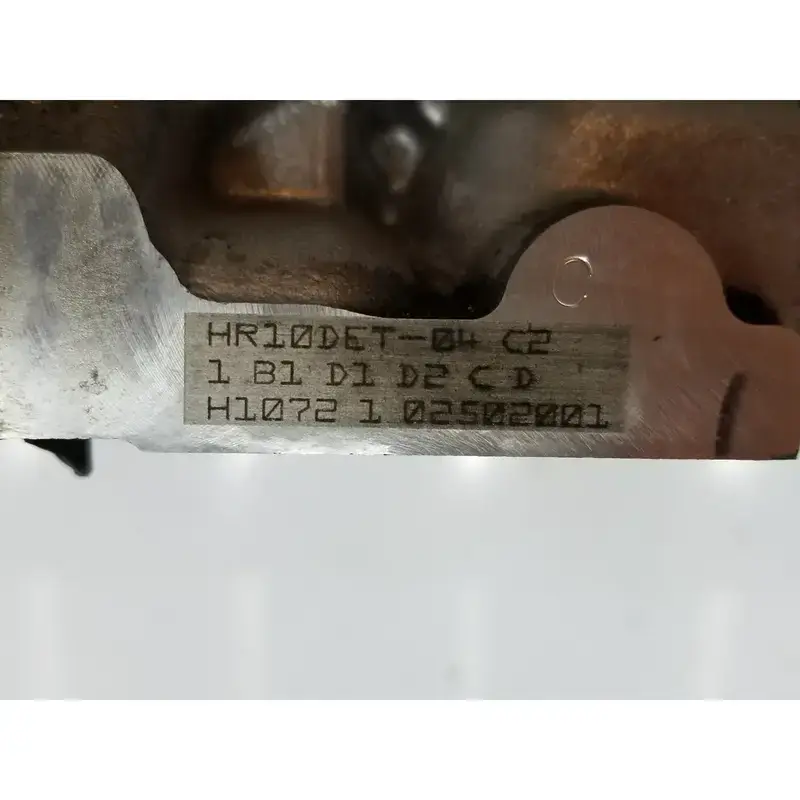 HR10DET-04 C2
1 B1 D1 D2 C D
H1072 1 02502001